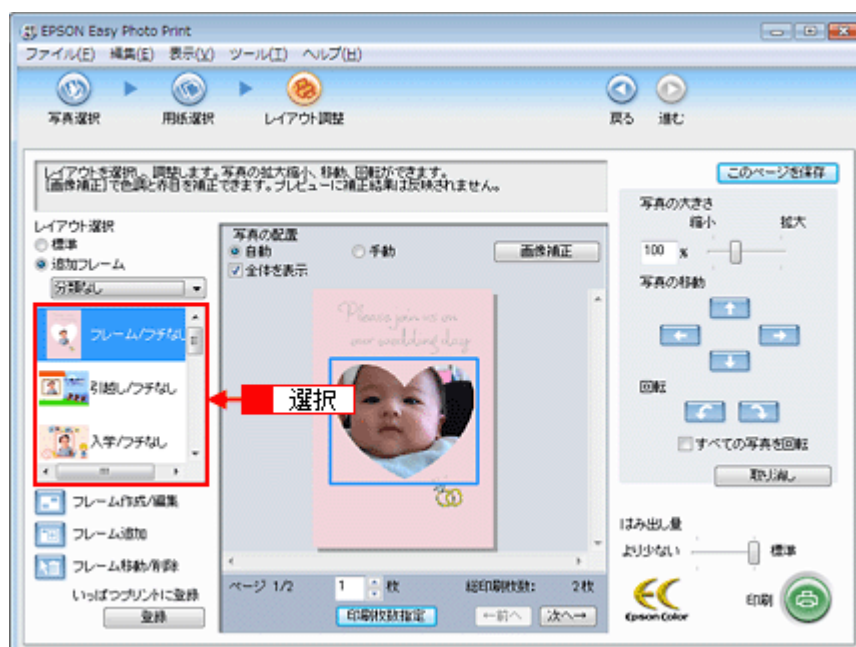 EPSON Easy Photo Print
ファイル(F) 編集(E) 表示(V) ツール(T) ヘルプ(H)
写真選択 用紙選択 レイアウト調整 戻る 進む
レイアウトを選択し、調整します。写真の拡大縮小、移動、回転ができます。
[画像補正]で色調と赤目を補正できます。プレビューに補正結果は反映されません。
このページを保存
レイアウト選択
標準
追加フレーム
分類なし
フレーム/フチなし
引越し/フチなし
入学/フチなし
フレーム作成/編集
フレーム追加
フレーム移動/削除
いっぱつプリントに登録
登録
写真の配置
自動 手動 画像補正
全体を表示
Please join us on
our wedding day
選択
ページ 1/2 1 枚 総印刷枚数: 2枚
印刷枚数指定 ←前へ 次へ→
写真の大きさ
縮小 拡大
100 %
写真の移動
回転
すべての写真を回転
取り消し
はみ出し量
より少ない 標準
Epson Color
印刷